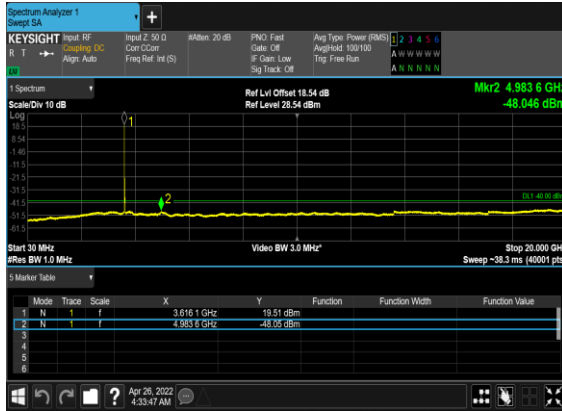 Spectrum Analyzer 1
Swept SA
+
KEYSIGHT Input: RF Input Z: 50 Ω #Atten: 20 dB PNO: Fast Avg Type: Power (RMS) 1 2 3 4 5 6
R T Coupling: DC Corr CCorr Gate: Off Avg|Hold: 100/100 A W W W W W
Align: Auto Freq Ref: Int (S) IF Gain: Low Trig: Free Run
Sig Track: Off A N N N N N
LXI
1 Spectrum Ref Lvl Offset 18.54 dB Mkr2 4.983 6 GHz
Scale/Div 10 dB Ref Level 28.54 dBm -48.046 dBm
Log
18.5
8.54
-1.46
-11.5
-21.5
-31.5
-41.5
-51.5
-61.5
1
2
DL1 -40.00 dBm
Start 30 MHz Video BW 3.0 MHz* Stop 20.000 GHz
#Res BW 1.0 MHz Sweep ~38.3 ms (40001 pts)
5 Marker Table
Mode Trace Scale X Y Function Function Width Function Value
1 N 1 f 3.616 1 GHz 19.51 dBm
2 N 1 f 4.983 6 GHz -48.05 dBm
3
4
5
6
? Apr 26, 2022
4:33:47 AM